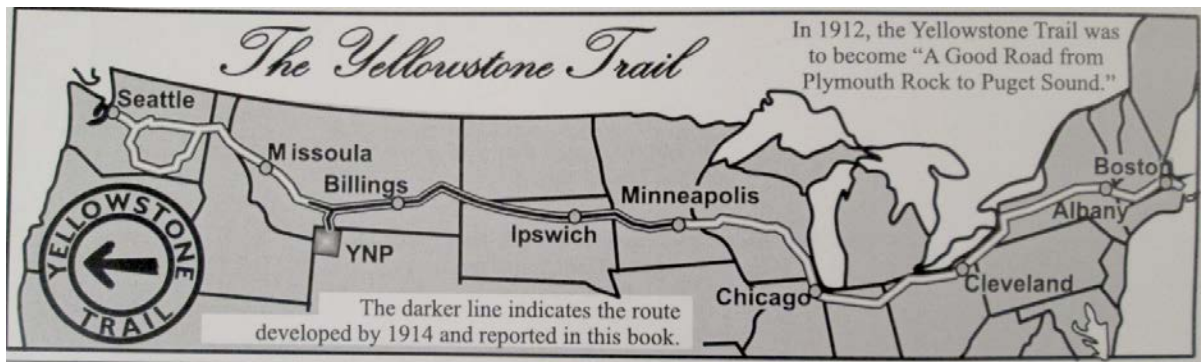 The Yellowstone Trail
In 1912, the Yellowstone Trail was
to become “A Good Road from
Plymouth Rock to Puget Sound.”
Seattle
Missoula
Billings
YNP
Ipswich
Minneapolis
Chicago
Cleveland
Albany
Boston
YELLOWSTONE
TRAIL
The darker line indicates the route
developed by 1914 and reported in this book.